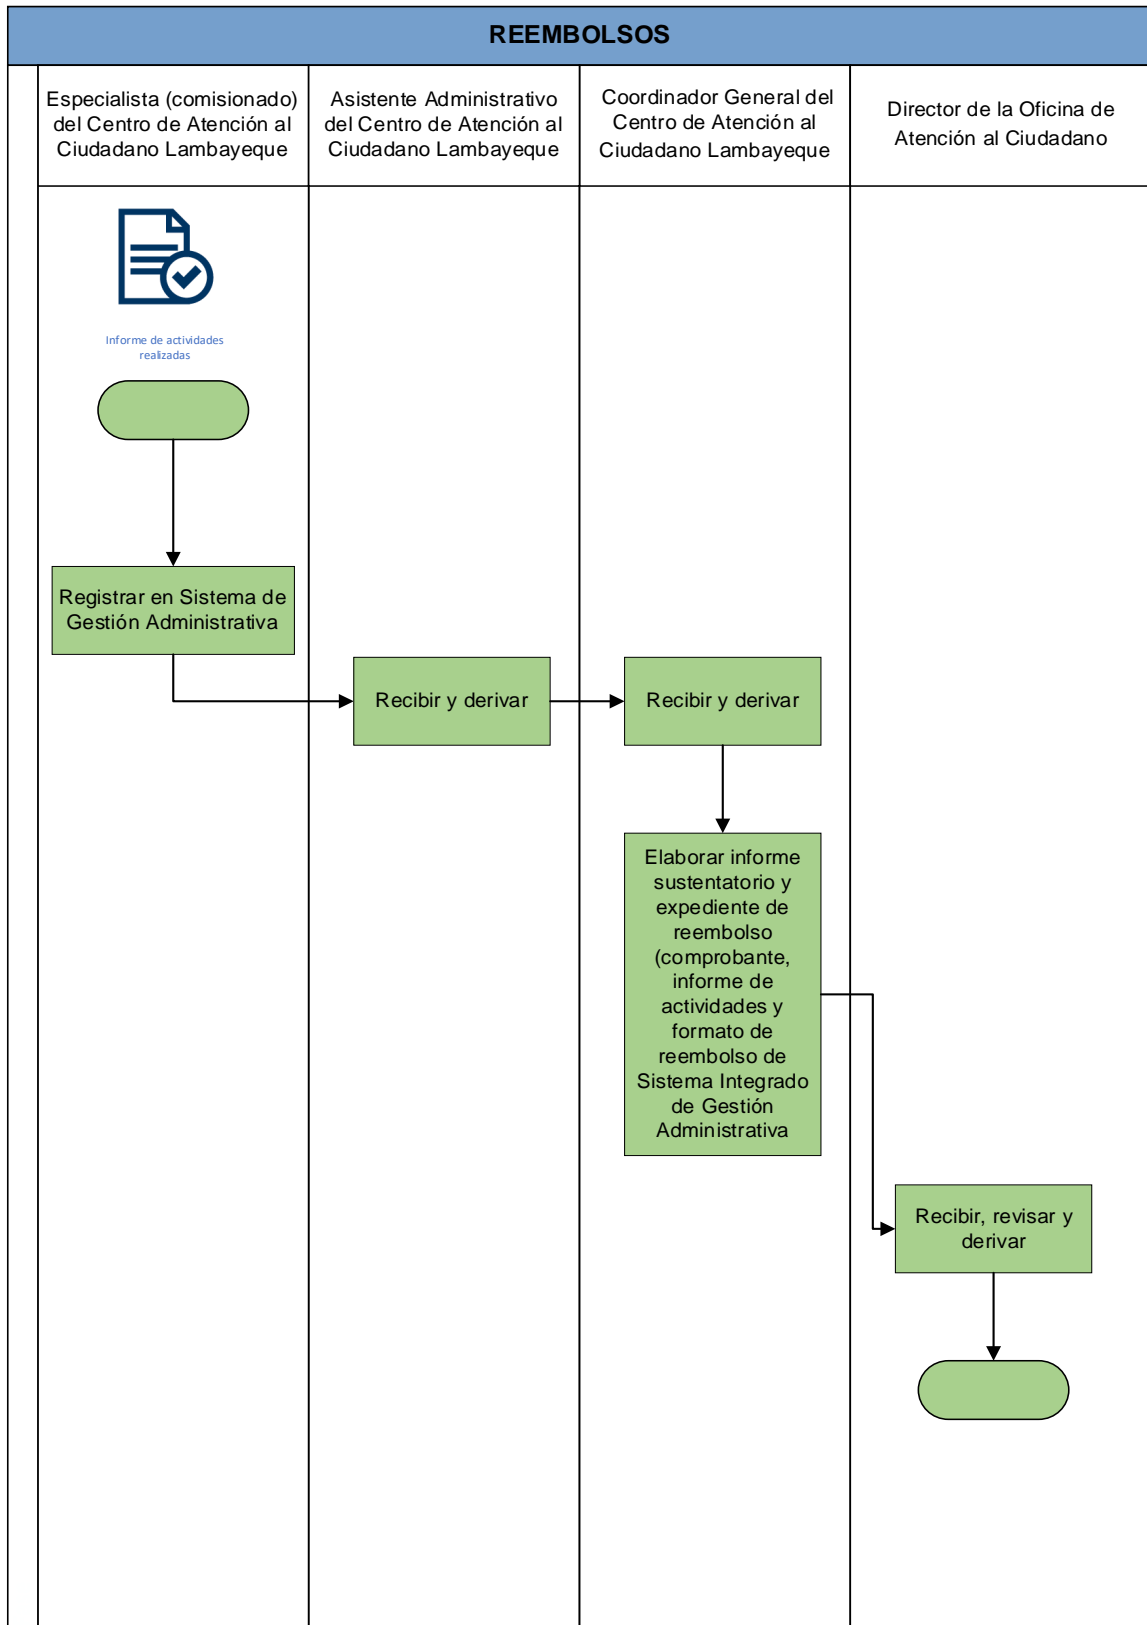 REEMBOLSOS
Especialista (comisionado)
del Centro de Atención al
Ciudadano Lambayeque
Asistente Administrativo
del Centro de Atención al
Ciudadano Lambayeque
Coordinador General del
Centro de Atención al
Ciudadano Lambayeque
Director de la Oficina de
Atención al Ciudadano
Informe de actividades
realizadas
Registrar en Sistema de
Gestión Administrativa
Recibir y derivar
Recibir y derivar
Elaborar informe
sustentatorio y
expediente de
reembolso
(comprobante,
informe de
actividades y
formato de
reembolso de
Sistema Integrado
de Gestión
Administrativa
Recibir, revisar y
derivar